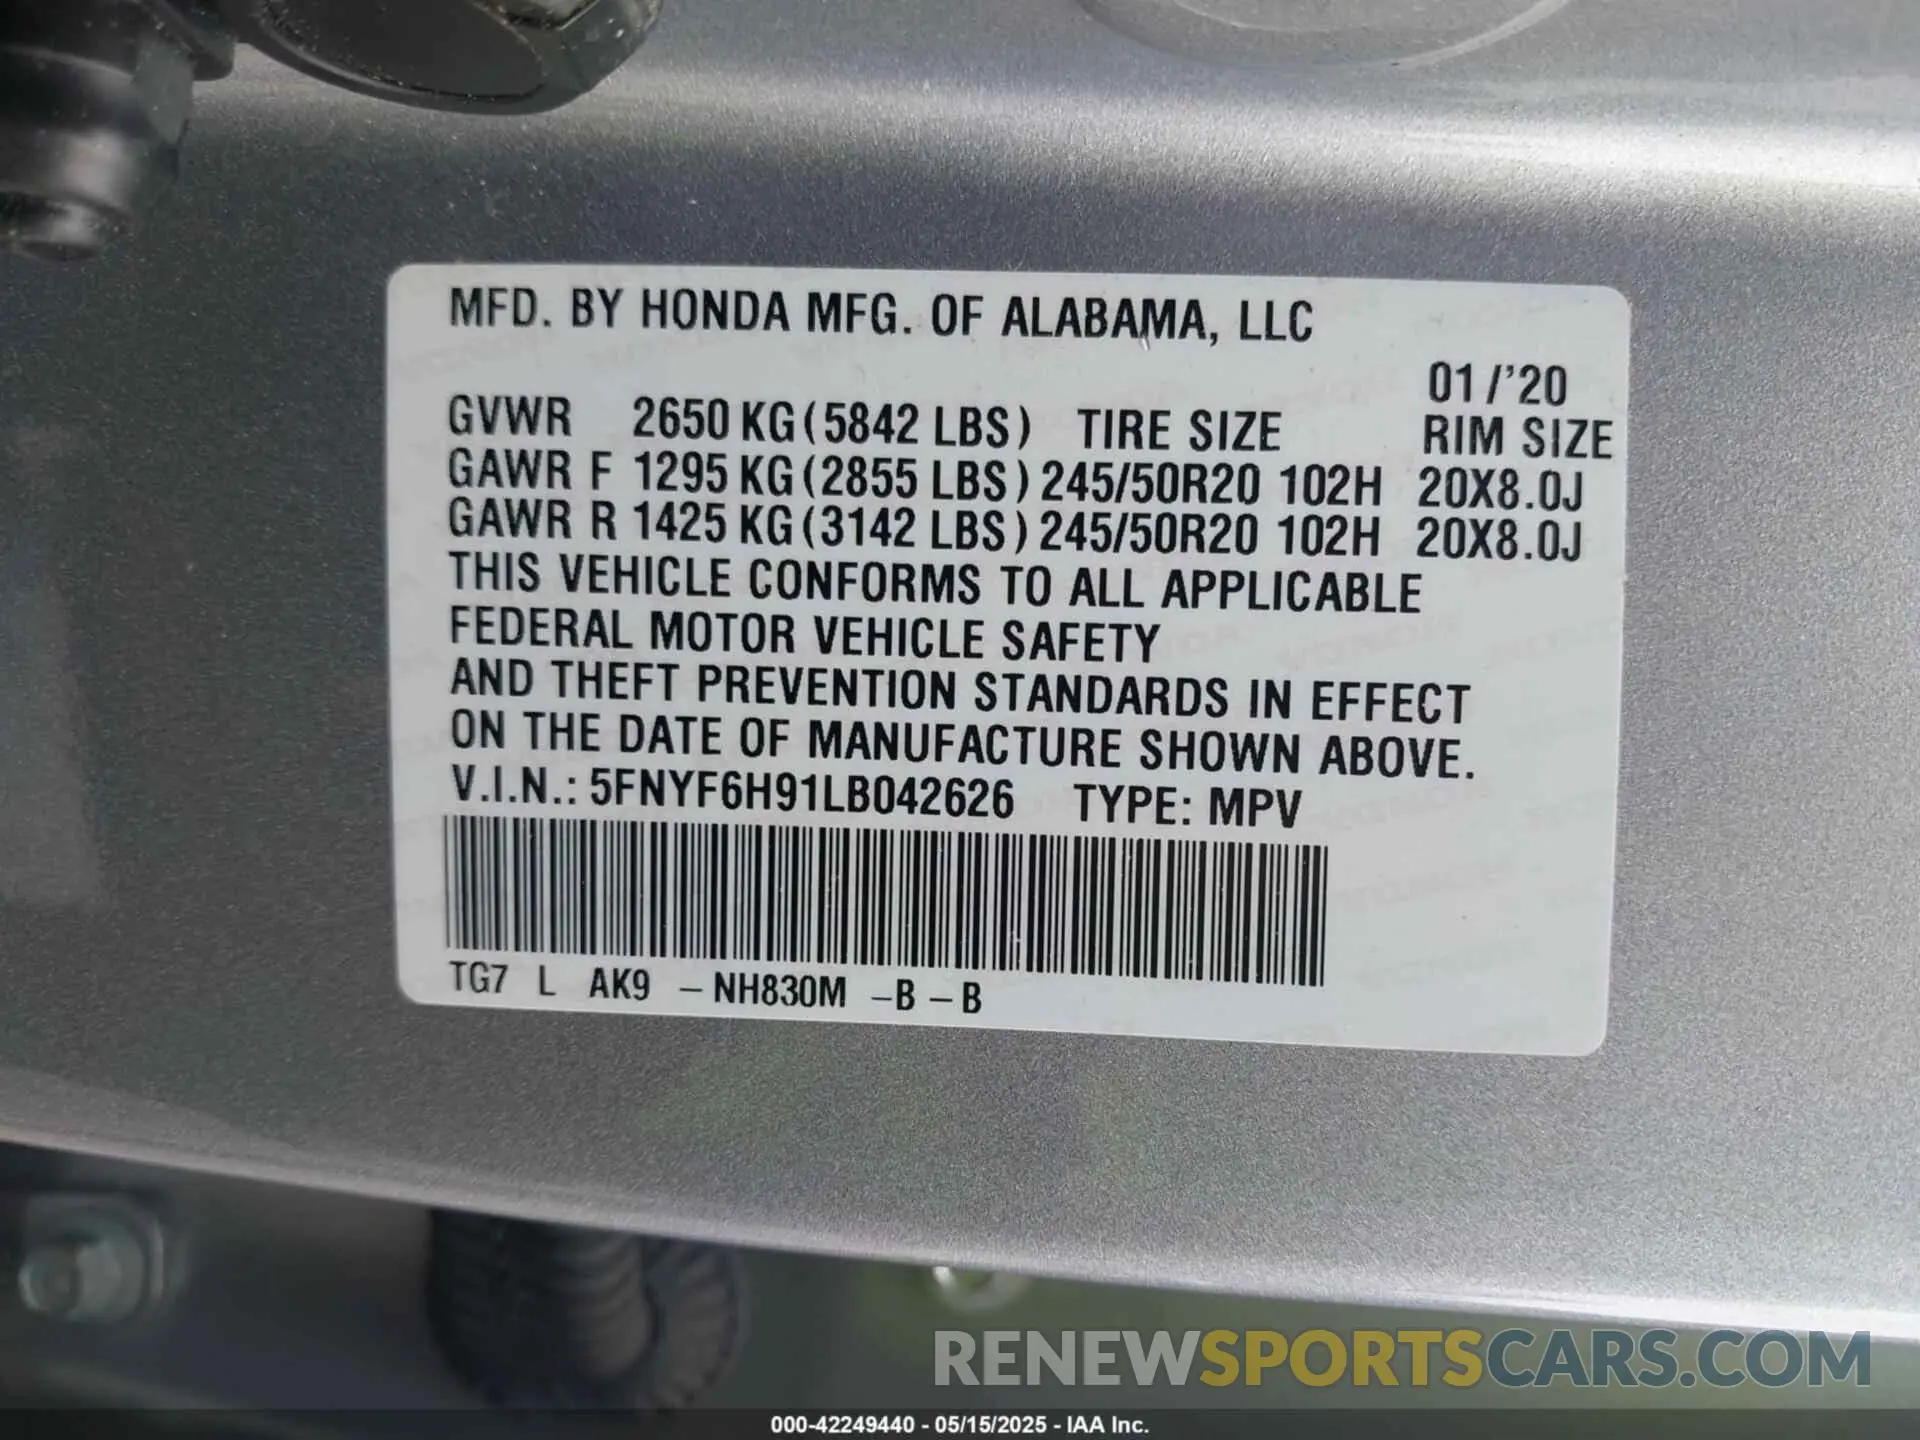 MFD. BY HONDA MFG. OF ALABAMA, LLC
01/'20
GVWR 2650 KG (5842 LBS) TIRE SIZE RIM SIZE
GAWR F 1295 KG (2855 LBS) 245/50R20 102H 20X8.0J
GAWR R 1425 KG (3142 LBS) 245/50R20 102H 20X8.0J
THIS VEHICLE CONFORMS TO ALL APPLICABLE
FEDERAL MOTOR VEHICLE SAFETY
AND THEFT PREVENTION STANDARDS IN EFFECT
ON THE DATE OF MANUFACTURE SHOWN ABOVE.
V.I.N.: 5FNYF6H91LB042626 TYPE: MPV
TG7 L AK9 – NH830M – B – B
RENEWSPORTSCARS.COM
000-42249440 - 05/15/2025 - IAA Inc.